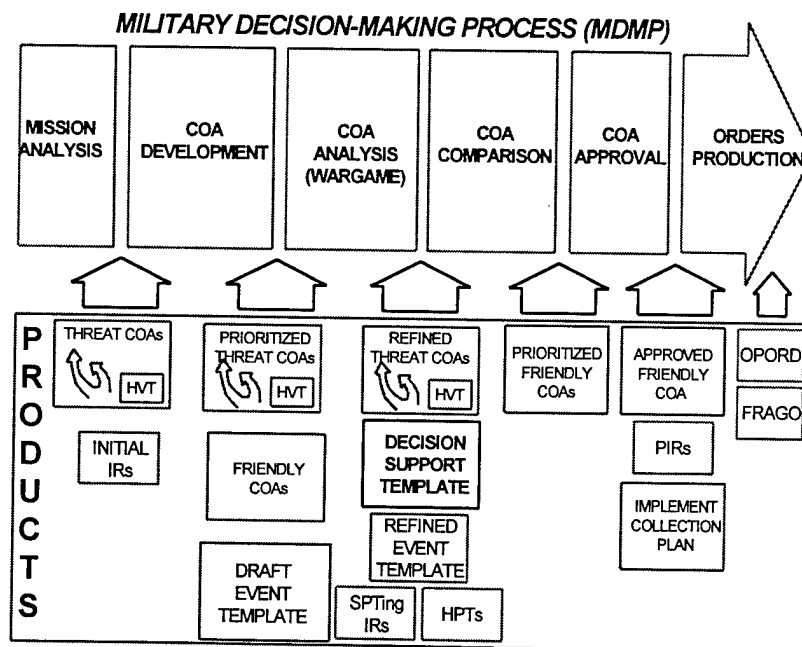 MILITARY DECISION-MAKING PROCESS (MDMP)
MISSION
ANALYSIS
COA
DEVELOPMENT
COA
ANALYSIS
(WARGAME)
COA
COMPARISON
COA
APPROVAL
ORDERS
PRODUCTION
PRODUCTS
THREAT COAs
HVT
INITIAL
IRs
PRIORITIZED
THREAT COAs
HVT
FRIENDLY
COAs
DRAFT
EVENT
TEMPLATE
REFINED
THREAT COAs
HVT
DECISION
SUPPORT
TEMPLATE
REFINED
EVENT
TEMPLATE
SPTing
IRs
HPTs
PRIORITIZED
FRIENDLY
COAs
APPROVED
FRIENDLY
COA
PIRs
IMPLEMENT
COLLECTION
PLAN
OPORD
FRAGO